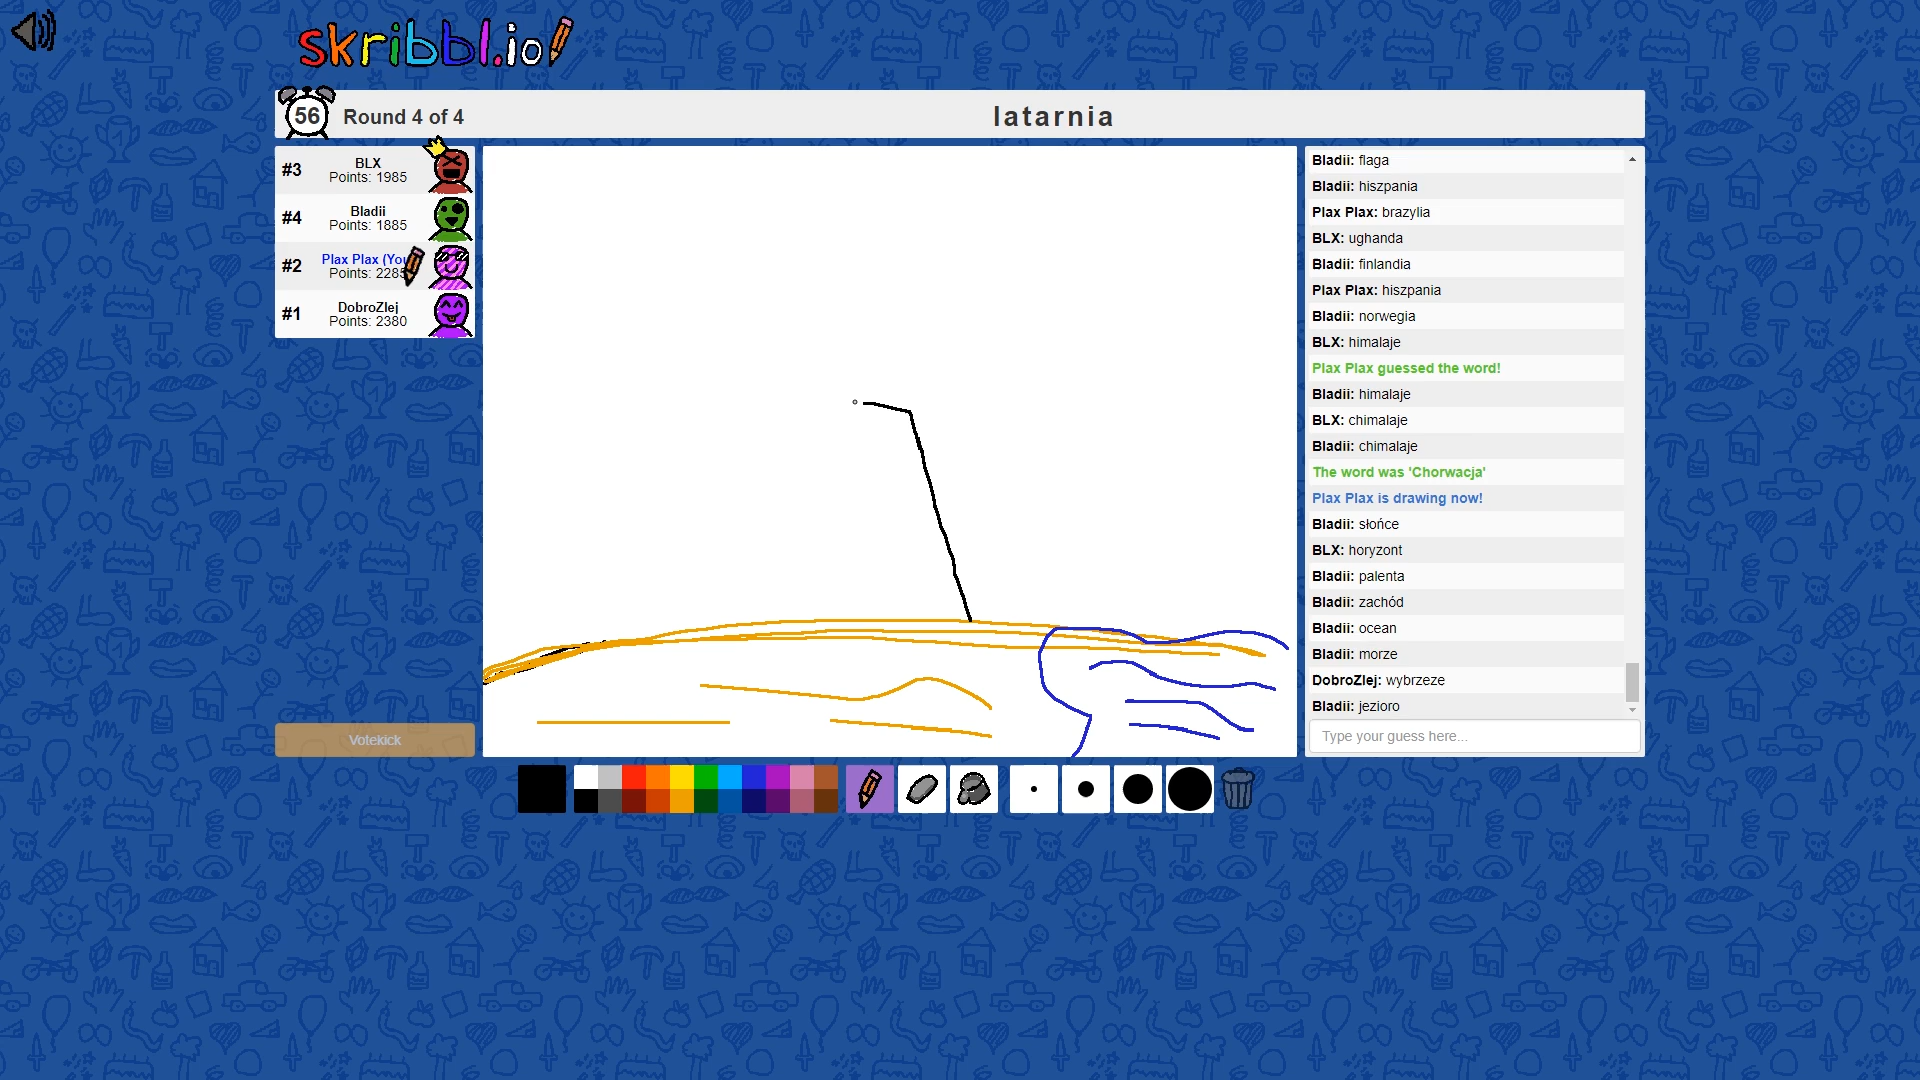 skribbl.io
56
Round 4 of 4
latarnia
#3
BLX
Points: 1985
#4
Bladii
Points: 1885
#2
Plax Plax (You
Points: 2285
#1
DobroZlej
Points: 2380
Votekick
Bladii: flaga
Bladii: hiszpania
Plax Plax: brazylia
BLX: ughanda
Bladii: finlandia
Plax Plax: hiszpania
Bladii: norwegia
BLX: himalaje
Plax Plax guessed the word!
Bladii: himalaje
BLX: chimalaje
Bladii: chimalaje
The word was 'Chorwacja'
Plax Plax is drawing now!
Bladii: słońce
BLX: horyzont
Bladii: palenta
Bladii: zachód
Bladii: ocean
Bladii: morze
DobroZlej: wybrzeze
Bladii: jezioro
Type your guess here...